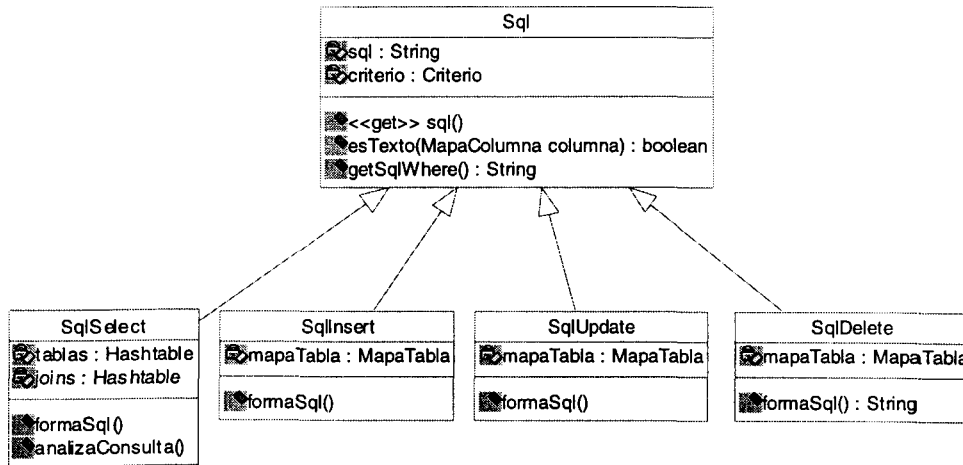 Sql
sql : String
criterio : Criterio
<<get>> sql()
esTexto(MapaColumna columna) : boolean
getSqlWhere() : String
SqlSelect
tablas : Hashtable
joins : Hashtable
formaSql()
analizaConsulta()
SqlInsert
mapaTabla : MapaTabla
formaSql()
SqlUpdate
mapaTabla : MapaTabla
formaSql()
SqlDelete
mapaTabla : MapaTabla
formaSql() : String